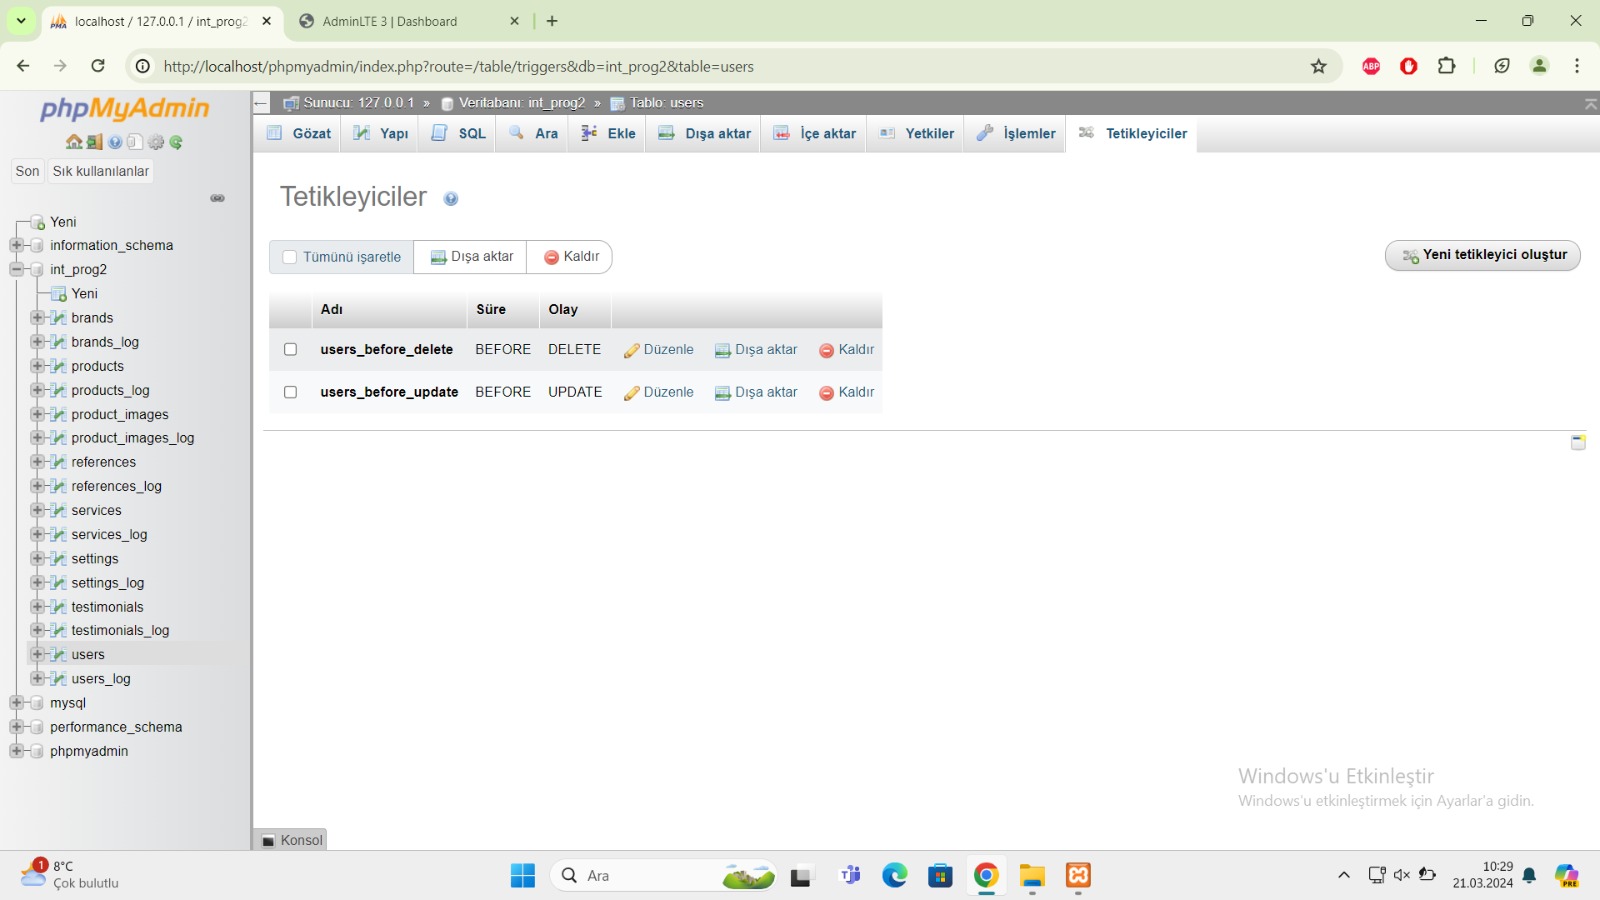 localhost / 127.0.0.1 / int_prog2
AdminLTE 3 | Dashboard
http://localhost/phpmyadmin/index.php?route=/table/triggers&db=int_prog2&table=users
ABP
phpMyAdmin
Son
Sık kullanılanlar
Yeni
information_schema
int_prog2
Yeni
brands
brands_log
products
products_log
product_images
product_images_log
references
references_log
services
services_log
settings
settings_log
testimonials
testimonials_log
users
users_log
mysql
performance_schema
phpmyadmin
Sunucu: 127.0.0.1 » Veritabanı: int_prog2 » Tablo: users
Gözat Yapı SQL Ara Ekle Dışa aktar İçe aktar Yetkiler İşlemler Tetikleyiciler
Tetikleyiciler
Tümünü işaretle Dışa aktar Kaldır
Yeni tetikleyici oluştur
Adı Süre Olay
users_before_delete BEFORE DELETE Düzenle Dışa aktar Kaldır
users_before_update BEFORE UPDATE Düzenle Dışa aktar Kaldır
Windows'u Etkinleştir
Windows'u etkinleştirmek için Ayarlar'a gidin.
Konsol
1
8°C
Çok bulutlu
Ara
10:29
21.03.2024
PRE